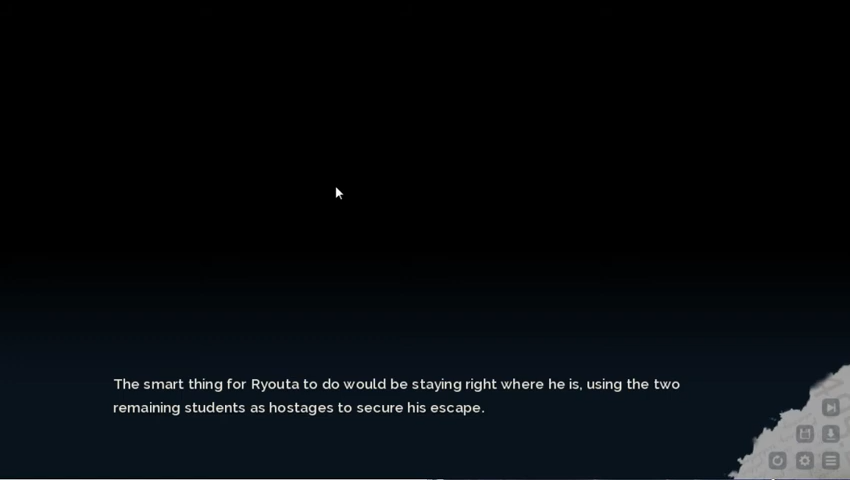 The smart thing for Ryouta to do would be staying right where he is, using the two
remaining students as hostages to secure his escape.